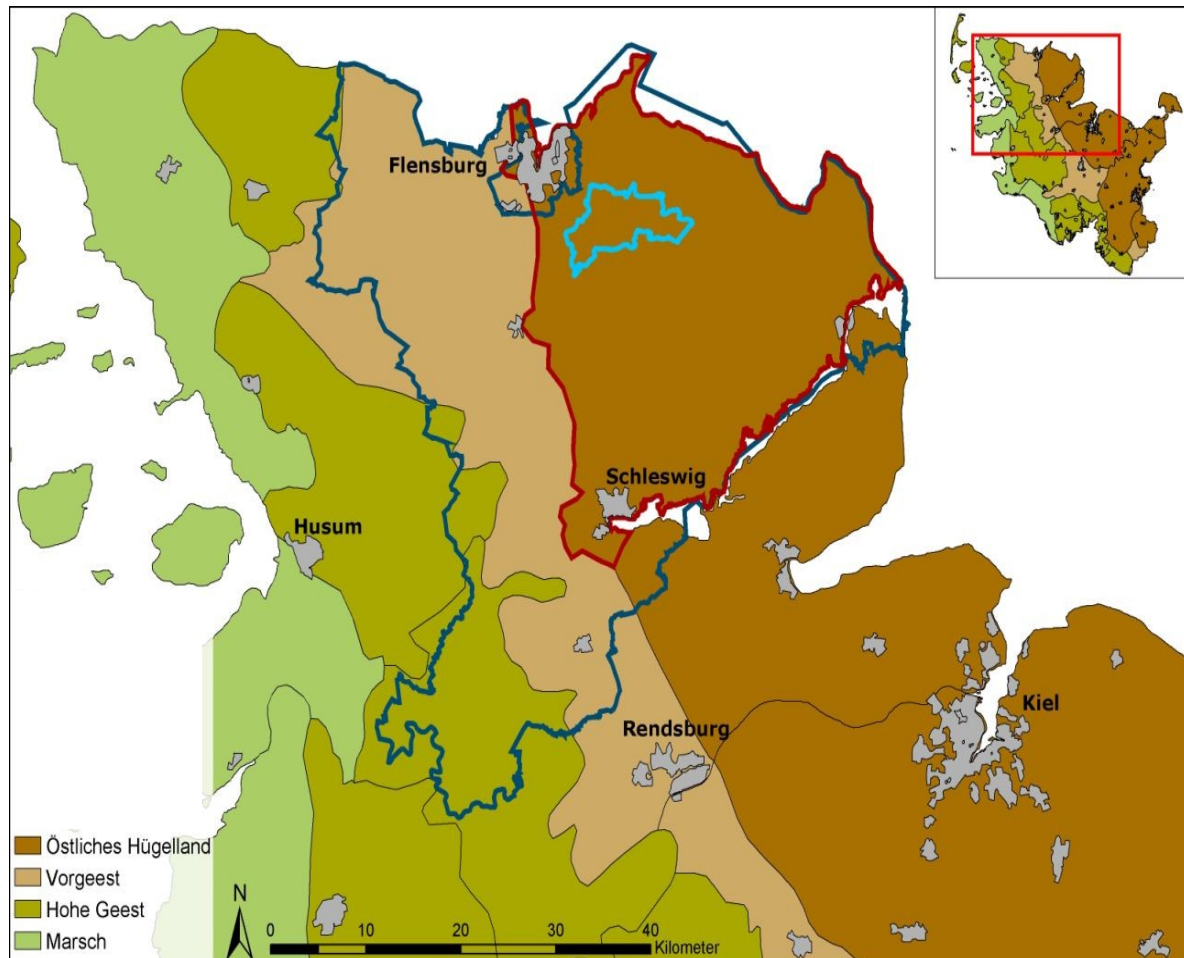 Flensburg
Schleswig
Husum
Rendsburg
Kiel
Östliches Hügelland
Vorgeest
Hohe Geest
Marsch
N
0 10 20 30 40
Kilometer